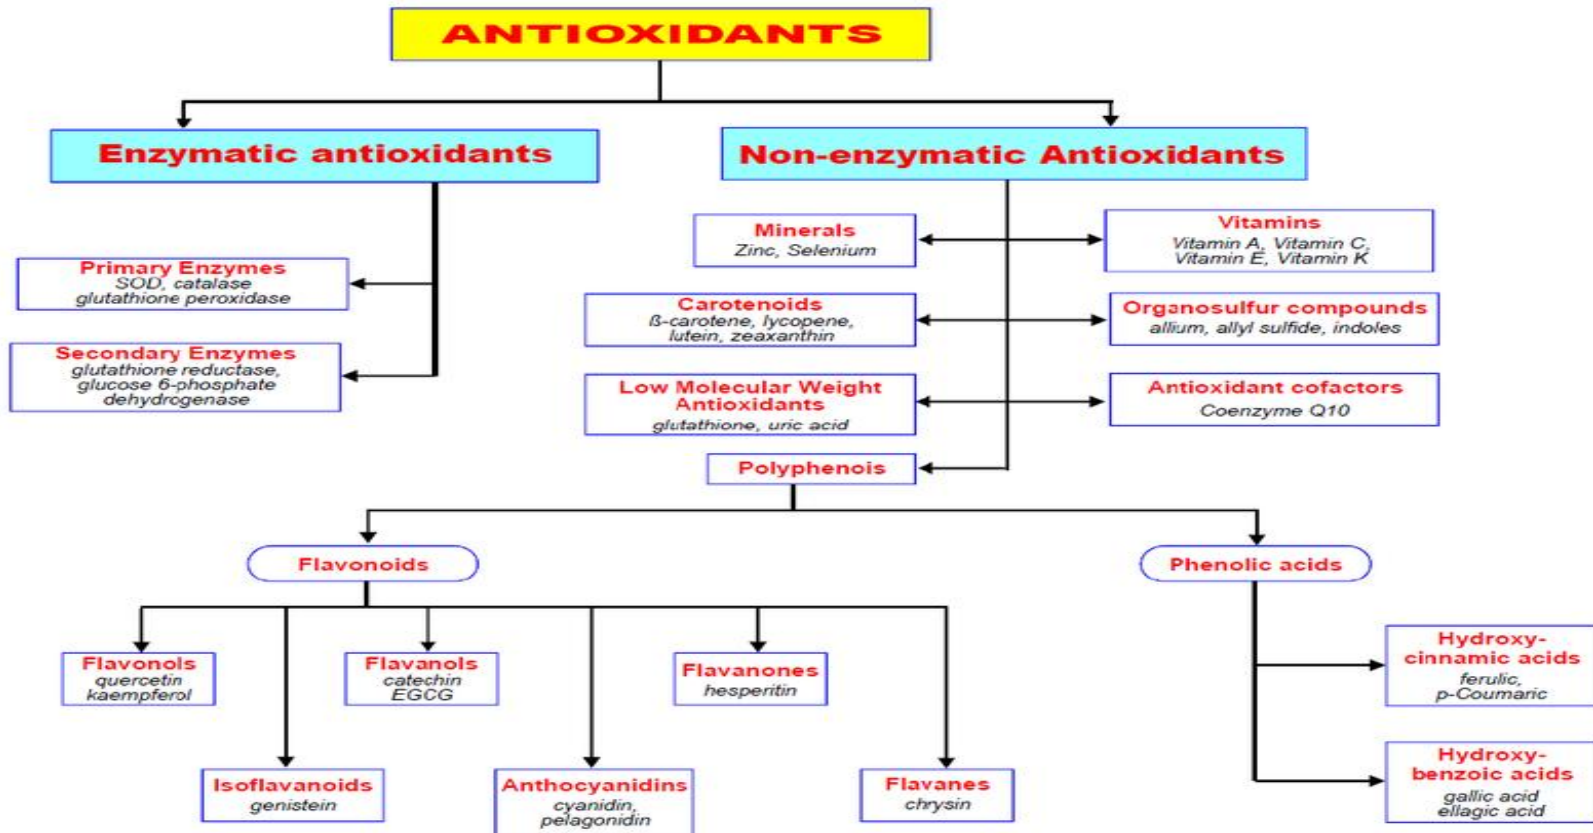 ANTIOXIDANTS
Enzymatic antioxidants
Non-enzymatic Antioxidants
Primary Enzymes
SOD, catalase
glutathione peroxidase
Secondary Enzymes
glutathione reductase,
glucose 6-phosphate
dehydrogenase
Minerals
Zinc, Selenium
Vitamins
Vitamin A, Vitamin C,
Vitamin E, Vitamin K
Carotenoids
ß-carotene, lycopene,
lutein, zeaxanthin
Organosulfur compounds
allium, allyl sulfide, indoles
Low Molecular Weight
Antioxidants
glutathione, uric acid
Antioxidant cofactors
Coenzyme Q10
Polyphenois
Flavonoids
Phenolic acids
Flavonols
quercetin
kaempferol
Flavanols
catechin
EGCG
Flavanones
hesperitin
Isoflavanoids
genistein
Anthocyanidins
cyanidin,
pelagonidin
Flavanes
chrysin
Hydroxy-
cinnamic acids
ferulic,
p-Coumaric
Hydroxy-
benzoic acids
gallic acid
ellagic acid